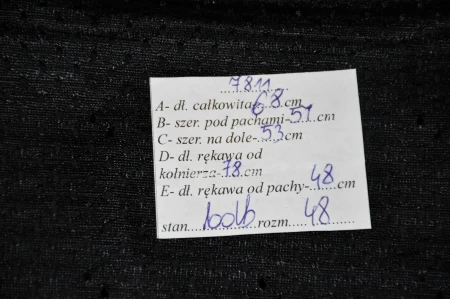 7811
A- dł. całkowita 68 cm
B- szer. pod pachami- 51 cm
C- szer. na dole- 53 cm
D- dł. rękawa od
kołnierza- 78 cm
E- dł. rękawa od pachy- 48 cm
stan....bdb....rozm....48....